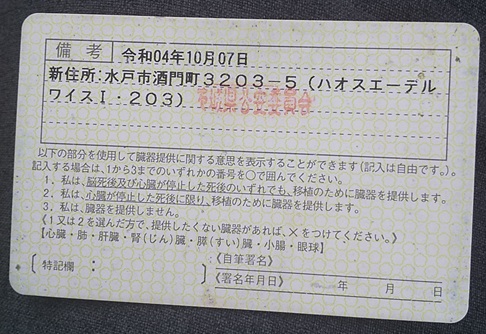 備考 令和04年10月07日
新住所:水戸市酒門町3203-5(ハオスエーデル
ワイスⅠ・203) 茨城県公安委員会
以下の部分を使用して臓器提供に関する意思を表示することができます(記入は自由です。)。
記入する場合は、1から3までのいずれかの番号を○で囲んでください。
1. 私は、脳死後及び心臓が停止した死後のいずれでも、移植のために臓器を提供します。
2. 私は、心臓が停止した死後に限り、移植のために臓器を提供します。
3. 私は、臓器を提供しません。
《1又は2を選んだ方で、提供したくない臓器があれば、×をつけてください。》
【心臓・肺・肝臓・腎(じん)臓・膵(すい)臓・小腸・眼球】
〔特記欄: 〕
《自筆署名》
《署名年月日》 年 月 日